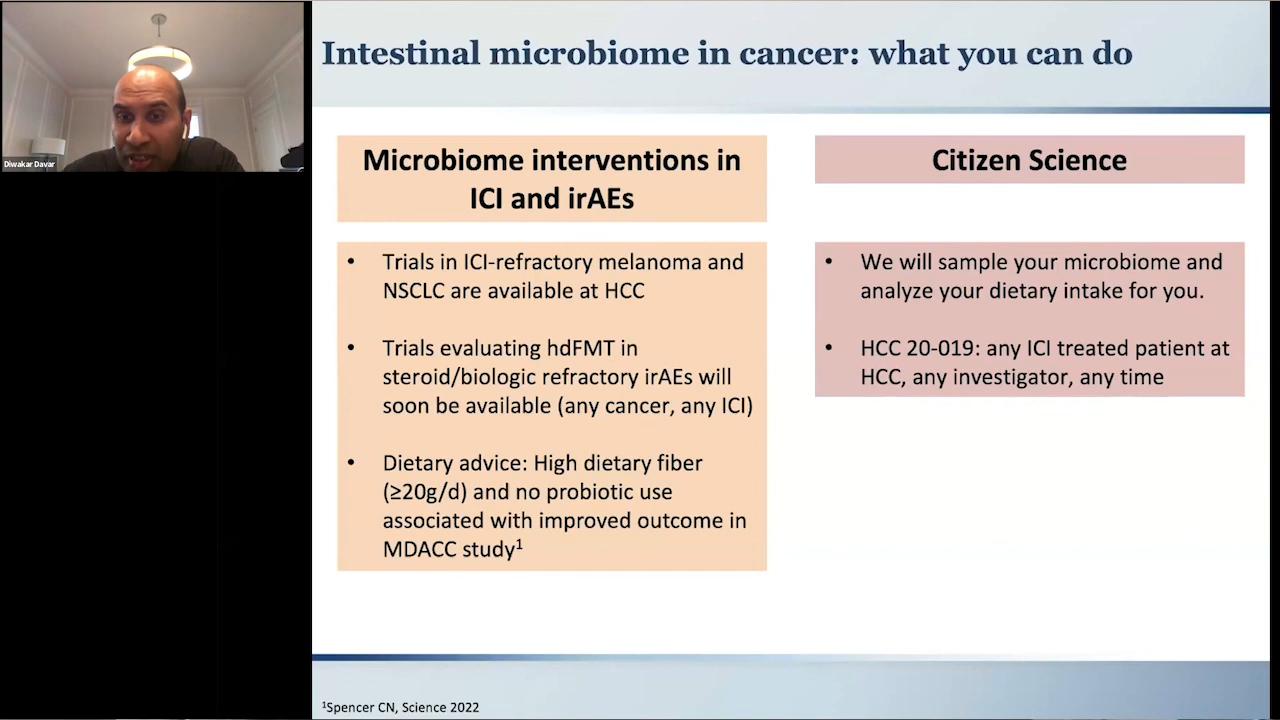 Intestinal microbiome in cancer: what you can do
Diwakar Davar
Microbiome interventions in
ICI and irAEs
• Trials in ICI-refractory melanoma and
NSCLC are available at HCC
• Trials evaluating hdFMT in
steroid/biologic refractory irAEs will
soon be available (any cancer, any ICI)
• Dietary advice: High dietary fiber
(≥20g/d) and no probiotic use
associated with improved outcome in
MDACC study¹
Citizen Science
• We will sample your microbiome and
analyze your dietary intake for you.
• HCC 20-019: any ICI treated patient at
HCC, any investigator, any time
¹Spencer CN, Science 2022